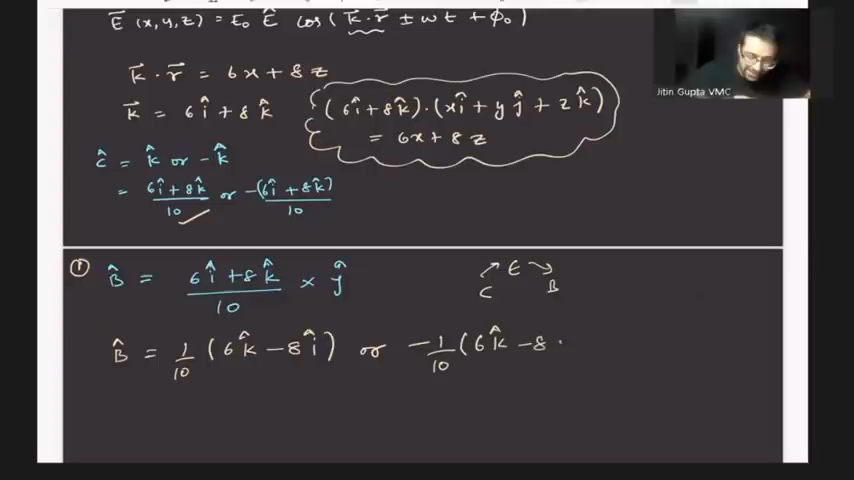 E⃗ (x,y,z) = E₀ Ê cos( k⃗·r⃗ ± ωt + ϕ₀ )
k⃗ · r⃗ = 6x + 8z
k⃗ = 6î + 8k̂
(6î + 8k̂)·(xî + yĵ + zk̂)
= 6x + 8z
Jitin Gupta VMC
ĉ = k̂ or -k̂
= (6î + 8k̂)/10 or -(6î + 8k̂)/10
① B̂ = (6î + 8k̂)/10 × ĵ
C E B
B̂ = 1/10 (6k̂ - 8î) or -1/10 (6k̂ - 8